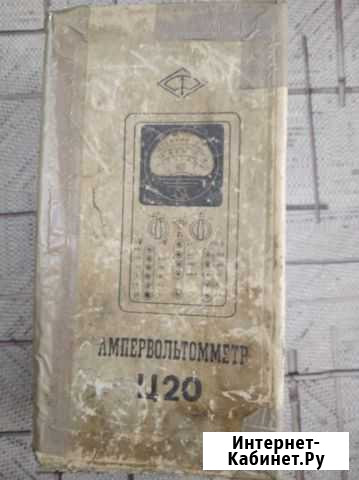 АМПЕРВОЛЬТОММЕТР
Ц20
Интернет-
Кабинет.Ру